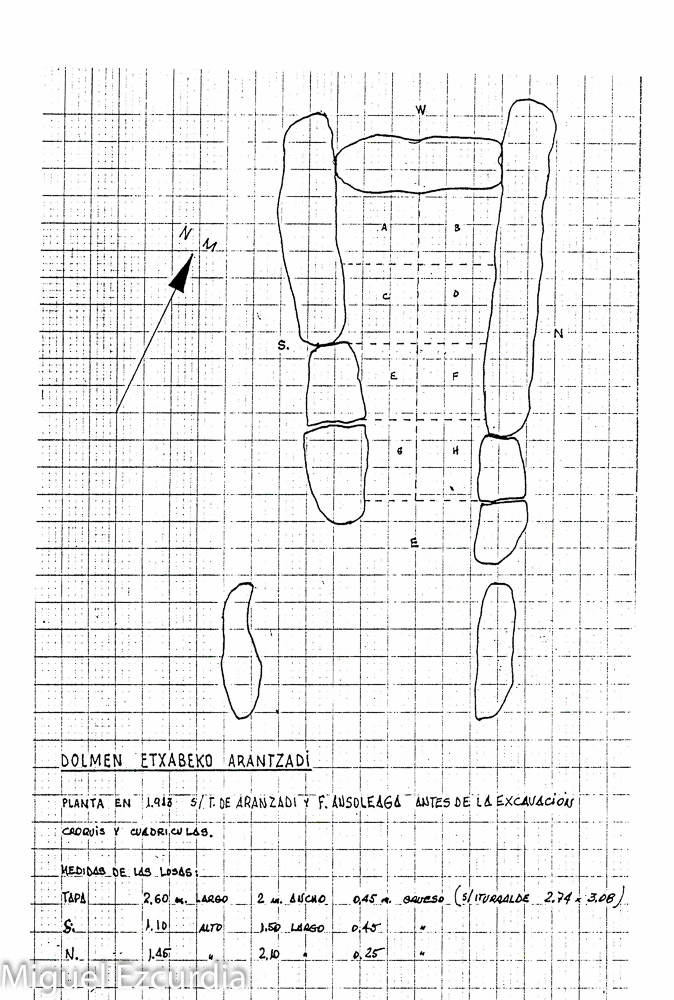 W
N M
A B
C D
S. N
E F
G H
E
DOLMEN ETXABEKO ARANTZADI
PLANTA EN 1.913 S/ T. DE ARANZADI Y F. ANSOLEAGA ANTES DE LA EXCAVACION
CROQUIS Y CUADRICULAS.
MEDIDAS DE LAS LOSAS:
TAPA 2,60 m. LARGO 2 m. ANCHO 0,45 m. GRUESO (S/ ITURRALDE 2.74 x 3.08)
S. 1.10 ALTO 1.50 LARGO 0,45 "
N. 1.45 " 2,10 " 0,25 "
Miguel Ezcurdia